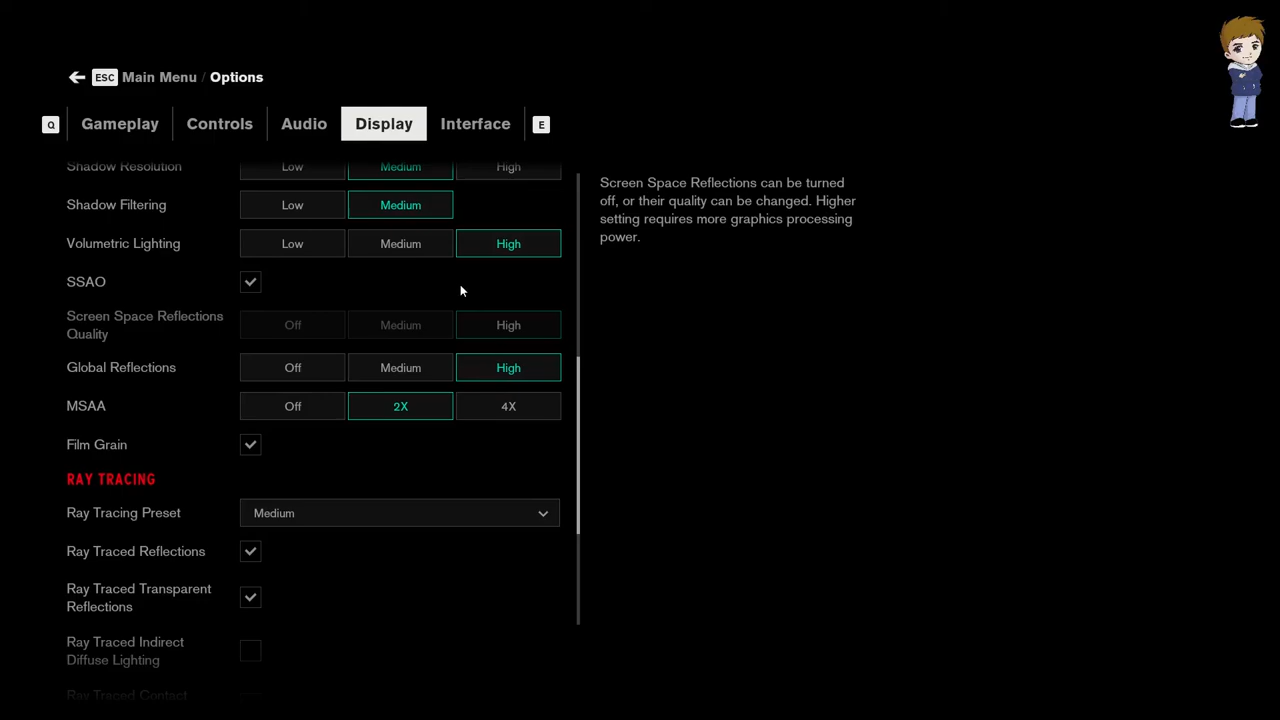 ESC Main Menu / Options
Q Gameplay Controls Audio Display Interface E
Shadow Resolution Low Medium High
Shadow Filtering Low Medium
Volumetric Lighting Low Medium High
SSAO
Screen Space Reflections
Quality Off Medium High
Global Reflections Off Medium High
MSAA Off 2X 4X
Film Grain
RAY TRACING
Ray Tracing Preset Medium
Ray Traced Reflections
Ray Traced Transparent
Reflections
Ray Traced Indirect
Diffuse Lighting
Ray Traced Contact
Screen Space Reflections can be turned
off, or their quality can be changed. Higher
setting requires more graphics processing
power.